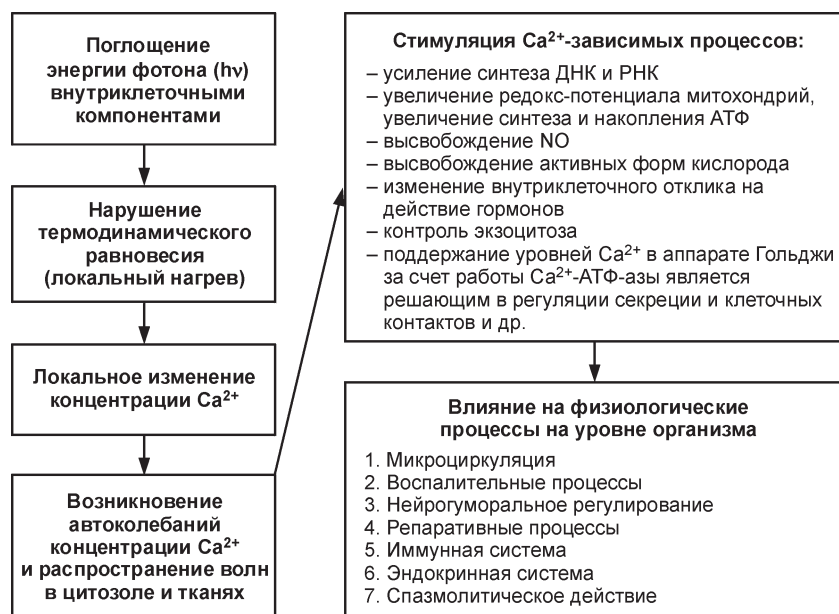 Поглощение
энергии фотона (hν)
внутриклеточными
компонентами
Нарушение
термодинамического
равновесия
(локальный нагрев)
Локальное изменение
концентрации Ca²⁺
Возникновение
автоколебаний
концентрации Ca²⁺
и распространение волн
в цитозоле и тканях
Стимуляция Ca²⁺-зависимых процессов:
– усиление синтеза ДНК и РНК
– увеличение редокс-потенциала митохондрий,
увеличение синтеза и накопления АТФ
– высвобождение NO
– высвобождение активных форм кислорода
– изменение внутриклеточного отклика на
действие гормонов
– контроль экзоцитоза
– поддержание уровней Ca²⁺ в аппарате Гольджи
за счет работы Ca²⁺-АТФ-азы является
решающим в регуляции секреции и клеточных
контактов и др.
Влияние на физиологические
процессы на уровне организма
1. Микроциркуляция
2. Воспалительные процессы
3. Нейрогуморальное регулирование
4. Репаративные процессы
5. Иммунная система
6. Эндокринная система
7. Спазмолитическое действие